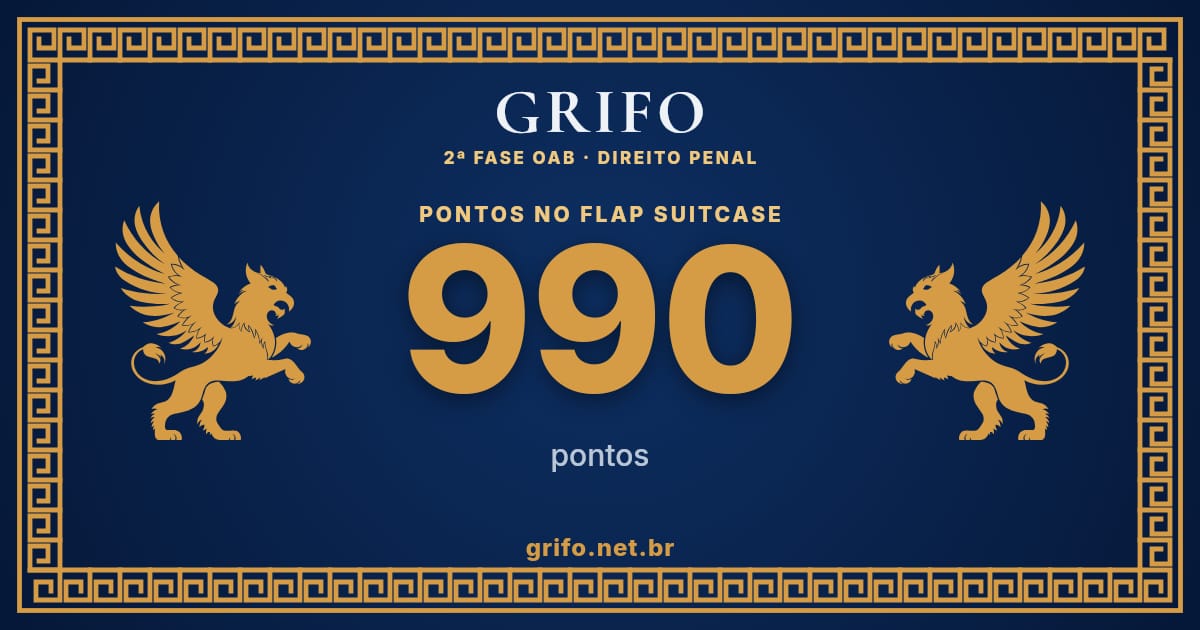 GRIFO
2ª FASE OAB · DIREITO PENAL
PONTOS NO FLAP SUITCASE
990
pontos
grifo.net.br